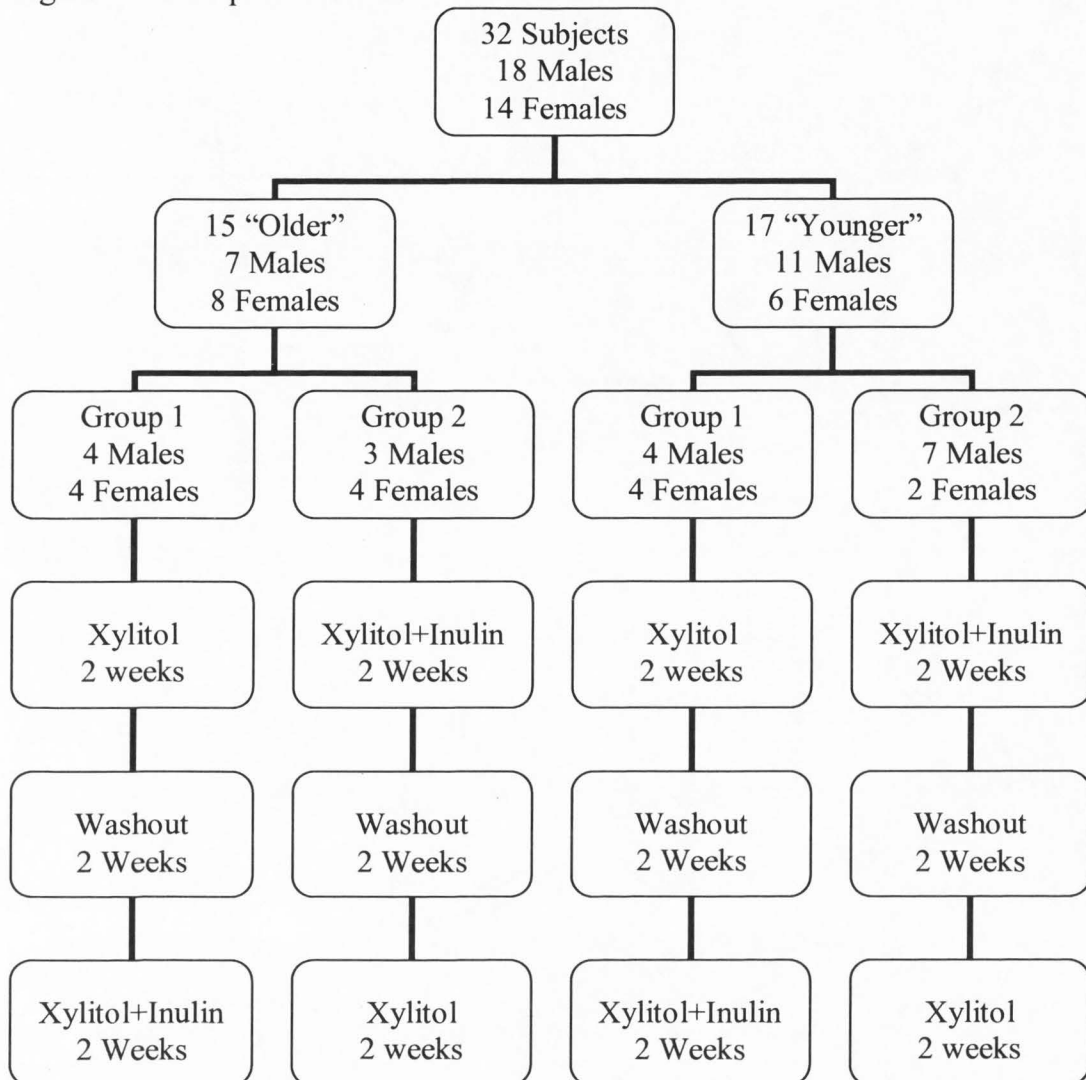 32 Subjects
18 Males
14 Females
15 “Older”
7 Males
8 Females
17 “Younger”
11 Males
6 Females
Group 1
4 Males
4 Females
Group 2
3 Males
4 Females
Group 1
4 Males
4 Females
Group 2
7 Males
2 Females
Xylitol
2 weeks
Xylitol+Inulin
2 Weeks
Xylitol
2 weeks
Xylitol+Inulin
2 Weeks
Washout
2 Weeks
Washout
2 Weeks
Washout
2 Weeks
Washout
2 Weeks
Xylitol+Inulin
2 Weeks
Xylitol
2 weeks
Xylitol+Inulin
2 Weeks
Xylitol
2 weeks